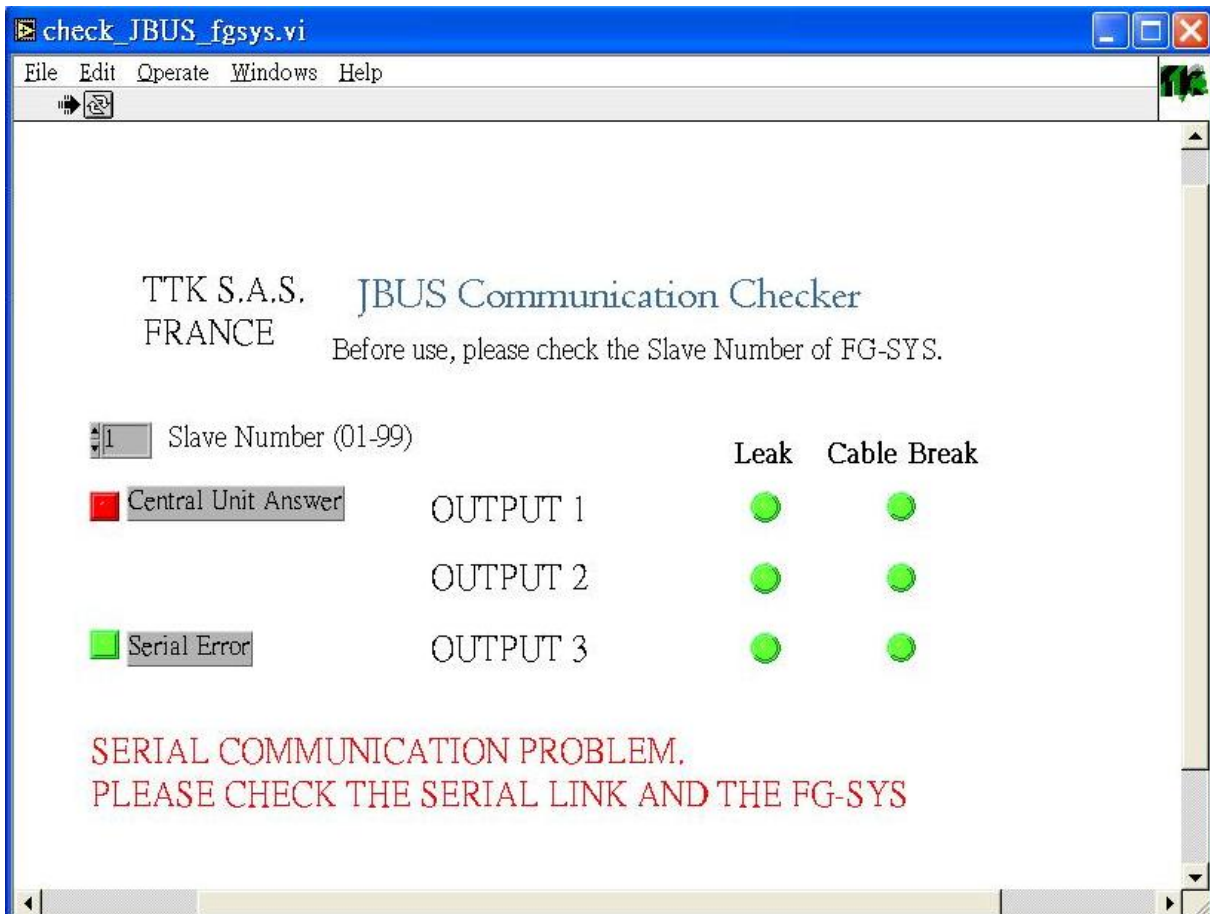 check_JBUS_fgsys.vi
File Edit Operate Windows Help
TTK S.A.S.
FRANCE
JBUS Communication Checker
Before use, please check the Slave Number of FG-SYS.
1 Slave Number (01-99)
Leak Cable Break
Central Unit Answer OUTPUT 1
OUTPUT 2
Serial Error OUTPUT 3
SERIAL COMMUNICATION PROBLEM.
PLEASE CHECK THE SERIAL LINK AND THE FG-SYS